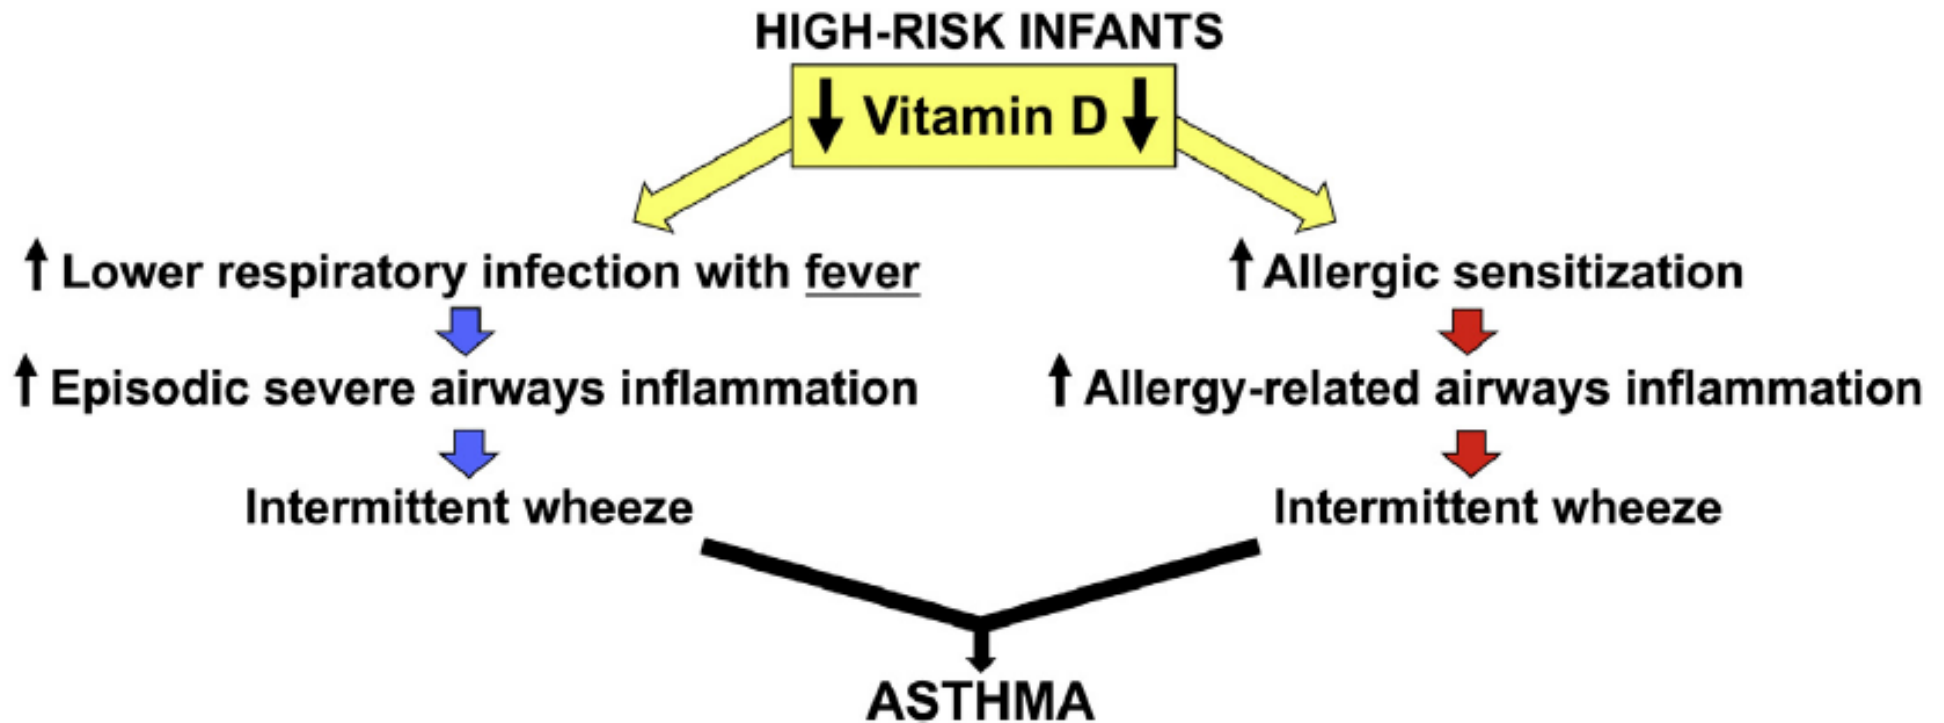 HIGH-RISK INFANTS
Vitamin D
Lower respiratory infection with fever
Allergic sensitization
Episodic severe airways inflammation
Allergy-related airways inflammation
Intermittent wheeze
Intermittent wheeze
ASTHMA